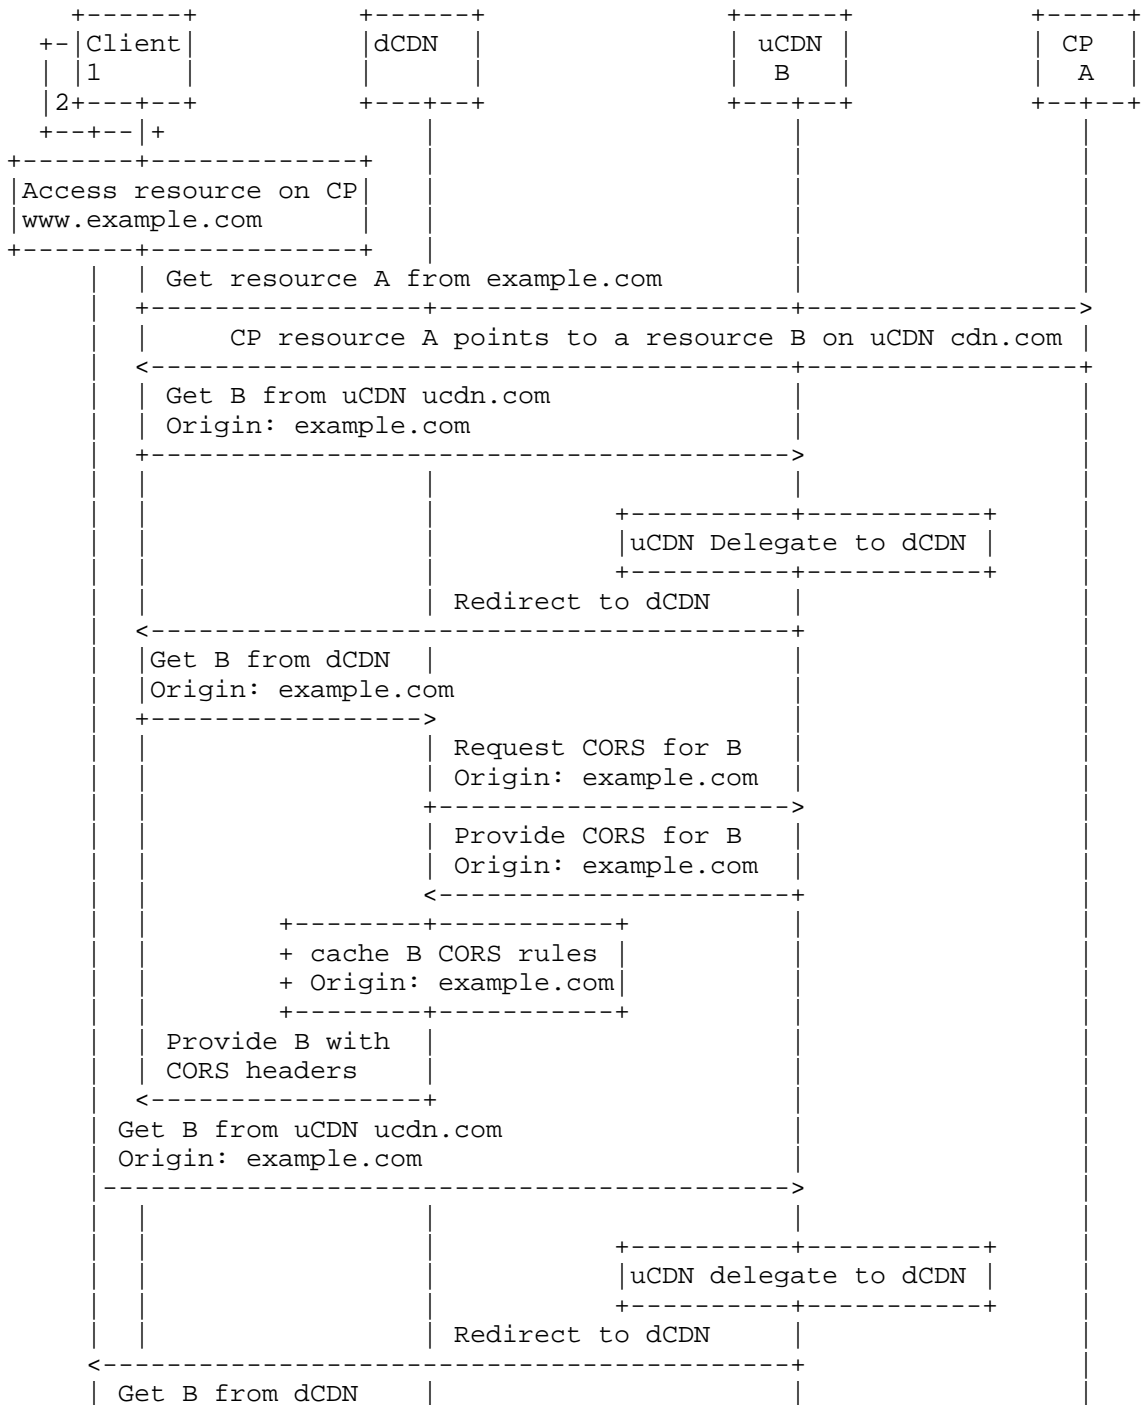 Client dCDN uCDN CP
1 B A
2
Access resource on CP
www.example.com
Get resource A from example.com
CP resource A points to a resource B on uCDN cdn.com
Get B from uCDN ucdn.com
Origin: example.com
uCDN Delegate to dCDN
Redirect to dCDN
Get B from dCDN
Origin: example.com
Request CORS for B
Origin: example.com
Provide CORS for B
Origin: example.com
cache B CORS rules
Origin: example.com
Provide B with
CORS headers
Get B from uCDN ucdn.com
Origin: example.com
uCDN delegate to dCDN
Redirect to dCDN
Get B from dCDN